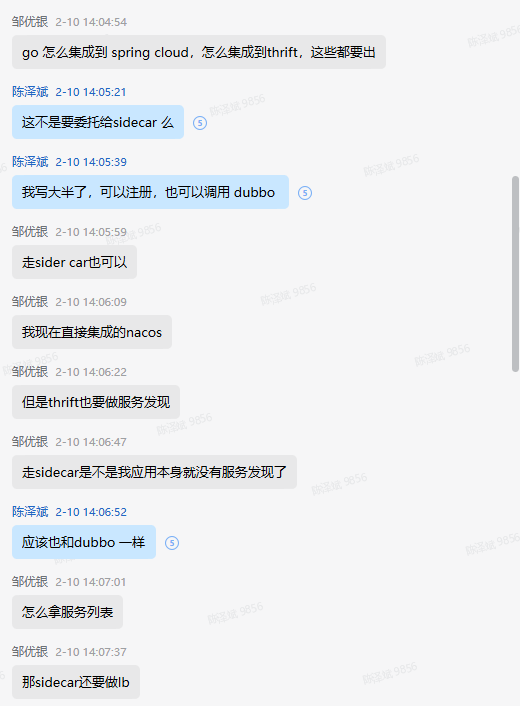 邹优银 2-10 14:04:54
go 怎么集成到 spring cloud，怎么集成到thrift，这些都要出
陈泽斌 2-10 14:05:21
这不是要委托给sidecar 么
5
陈泽斌 2-10 14:05:39
我写大半了，可以注册，也可以调用 dubbo
5
邹优银 2-10 14:05:59
走sider car也可以
邹优银 2-10 14:06:09
我现在直接集成的nacos
邹优银 2-10 14:06:22
但是thrift也要做服务发现
邹优银 2-10 14:06:47
走sidecar是不是我应用本身就没有服务发现了
陈泽斌 2-10 14:06:52
应该也和dubbo 一样
5
邹优银 2-10 14:07:01
怎么拿服务列表
邹优银 2-10 14:07:37
那sidecar还要做lb
陈泽斌 9856